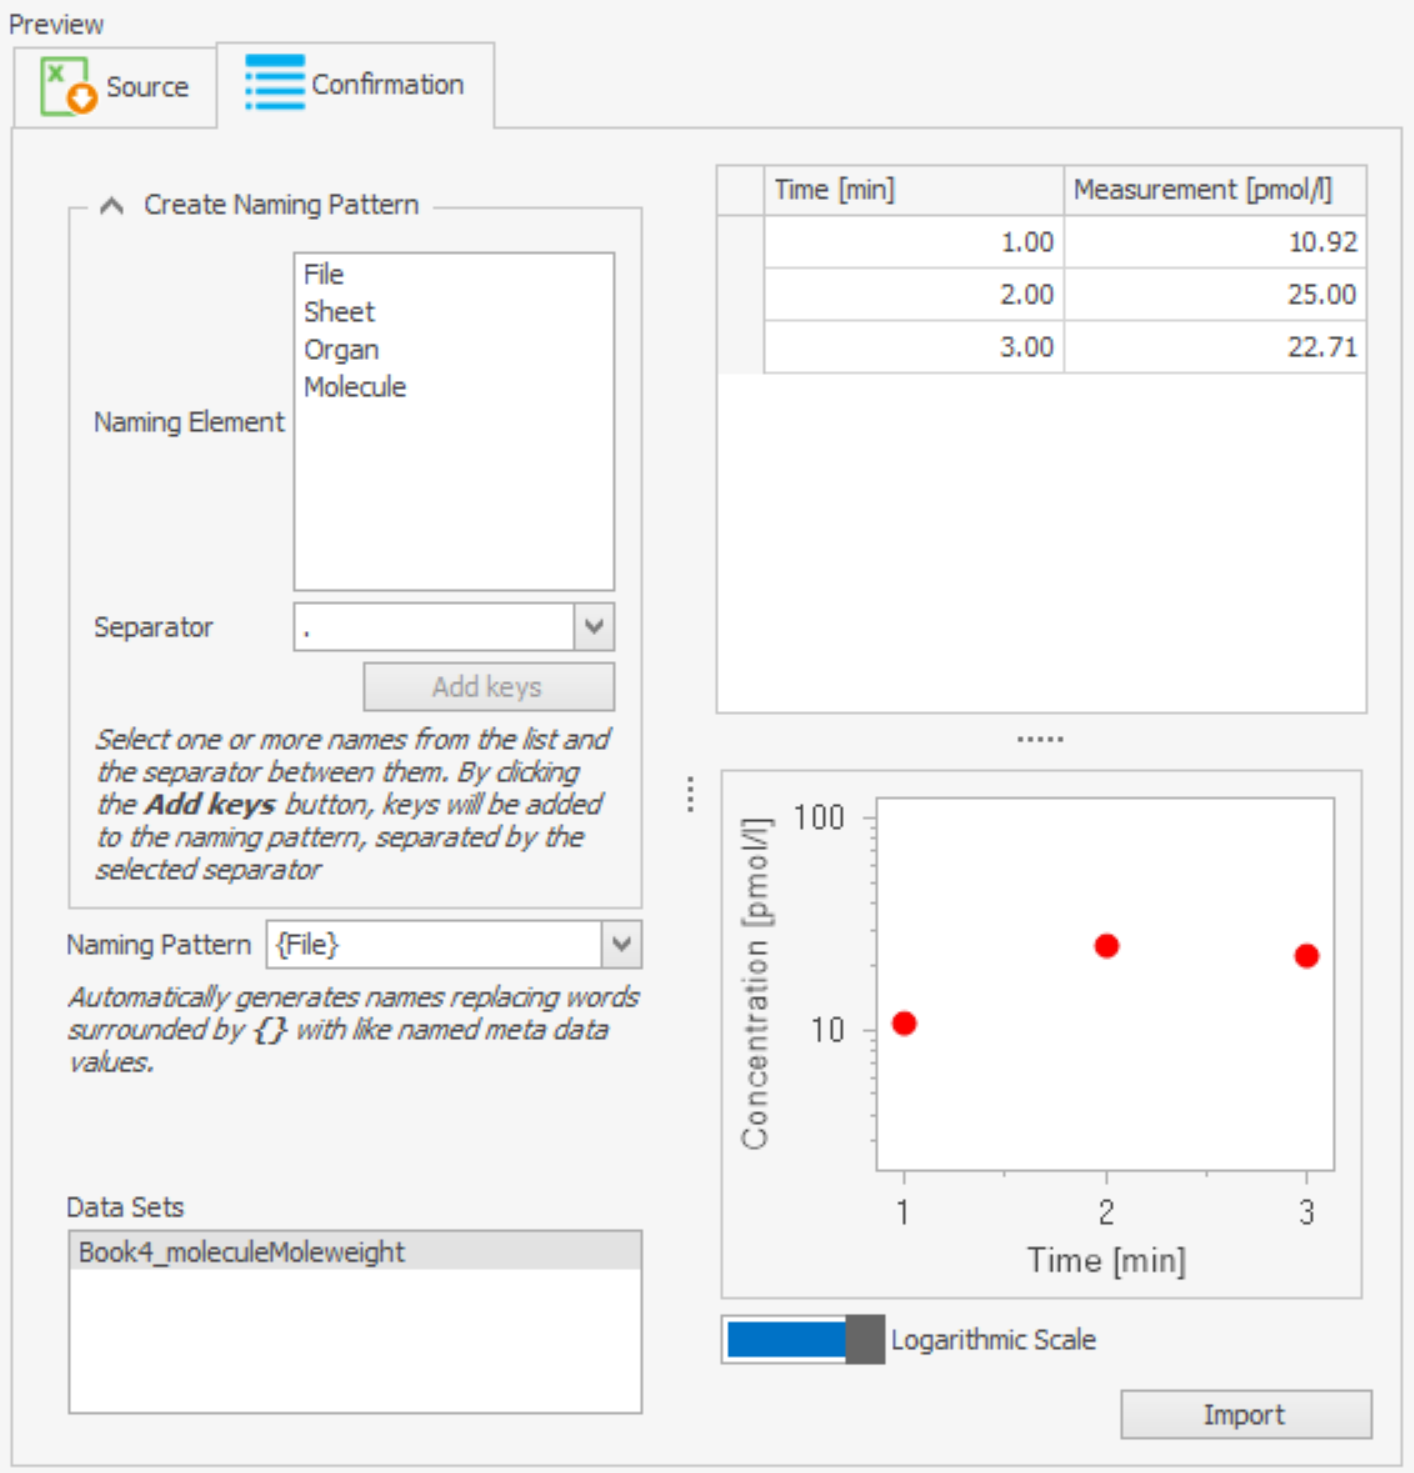 Preview
Source
Confirmation
Create Naming Pattern
Naming Element
File
Sheet
Organ
Molecule
Separator
.
Add keys
Select one or more names from the list and
the separator between them. By clicking
the Add keys button, keys will be added
to the naming pattern, separated by the
selected separator
Naming Pattern
{File}
Automatically generates names replacing words
surrounded by {} with like named meta data
values.
Data Sets
Book4_moleculeMoleweight
Time [min] Measurement [pmol/l]
1.00 10.92
2.00 25.00
3.00 22.71
Concentration [pmol/l]
100
10
1 2 3
Time [min]
Logarithmic Scale
Import